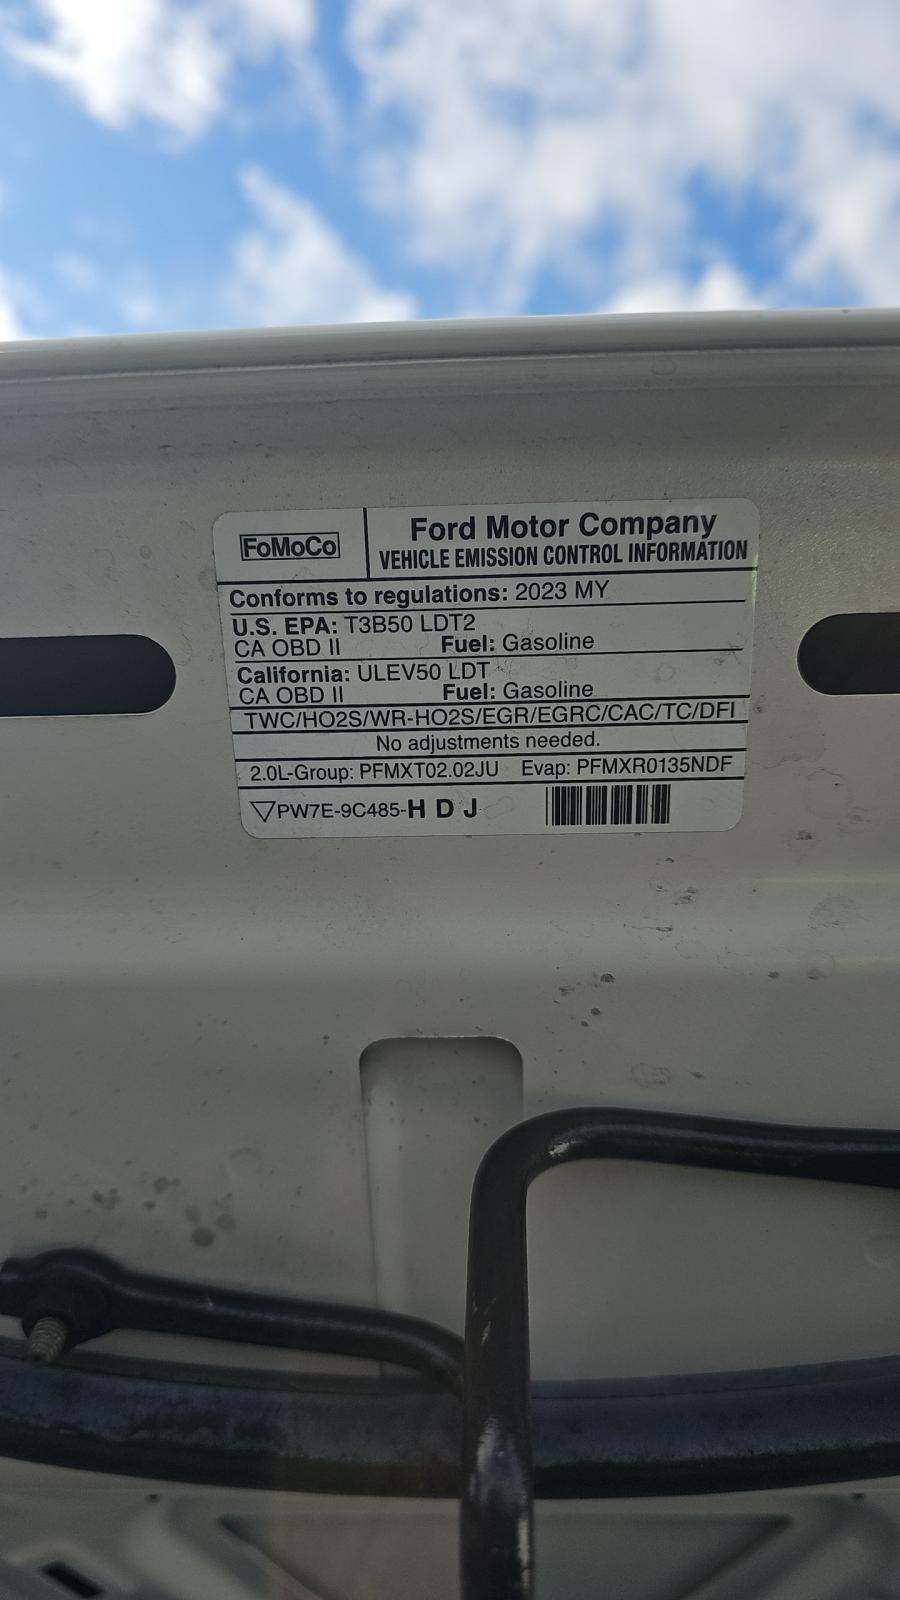 FoMoCo
Ford Motor Company
VEHICLE EMISSION CONTROL INFORMATION
Conforms to regulations: 2023 MY
U.S. EPA: T3B50 LDT2
CA OBD II Fuel: Gasoline
California: ULEV50 LDT
CA OBD II Fuel: Gasoline
TWC/HO2S/WR-HO2S/EGR/EGRC/CAC/TC/DFI
No adjustments needed.
2.0L-Group: PFMXT02.02JU Evap: PFMXR0135NDF
PW7E-9C485-H D J